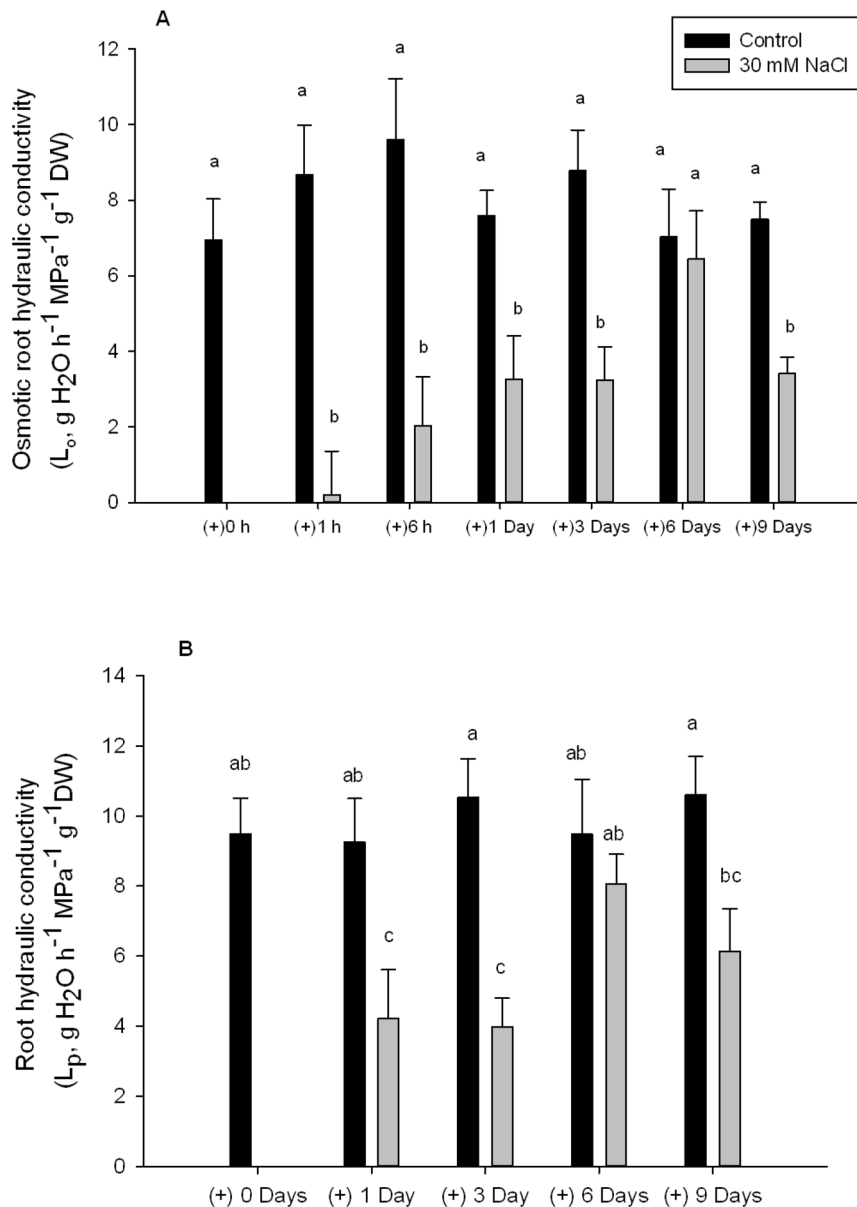 A
Control
30 mM NaCl
Osmotic root hydraulic conductivity
(Lₒ, g H₂O h⁻¹ MPa⁻¹ g⁻¹ DW)
12
10
8
6
4
2
0
a
a
a
a
a
a
a
a
b
b
b
b
b
(+)0 h
(+)1 h
(+)6 h
(+)1 Day
(+)3 Days
(+)6 Days
(+)9 Days
B
Root hydraulic conductivity
(Lp, g H₂O h⁻¹ MPa⁻¹ g⁻¹DW)
14
12
10
8
6
4
2
0
ab
ab
c
a
c
ab
ab
a
bc
(+) 0 Days
(+) 1 Day
(+) 3 Day
(+) 6 Days
(+) 9 Days